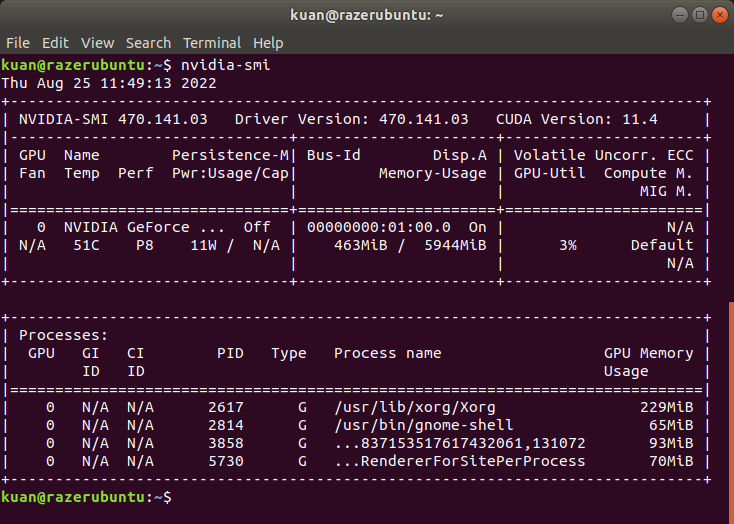 kuan@razerubuntu: ~
File Edit View Search Terminal Help
kuan@razerubuntu:~$ nvidia-smi
Thu Aug 25 11:49:13 2022
+-----------------------------------------------------------------------------+
| NVIDIA-SMI 470.141.03   Driver Version: 470.141.03   CUDA Version: 11.4     |
|-------------------------------+----------------------+----------------------+
| GPU  Name        Persistence-M| Bus-Id        Disp.A | Volatile Uncorr. ECC |
| Fan  Temp  Perf  Pwr:Usage/Cap|         Memory-Usage | GPU-Util  Compute M. |
|                               |                      |               MIG M. |
|===============================+======================+======================|
|   0  NVIDIA GeForce ...  Off  | 00000000:01:00.0  On |                  N/A |
| N/A   51C    P8    11W /  N/A |    463MiB /  5944MiB |      3%      Default |
|                               |                      |                  N/A |
+-------------------------------+----------------------+----------------------+

+-----------------------------------------------------------------------------+
| Processes:                                                                  |
|  GPU   GI   CI        PID   Type   Process name                  GPU Memory |
|        ID   ID                                                   Usage      |
|=============================================================================|
|    0   N/A  N/A      2617      G   /usr/lib/xorg/Xorg                229MiB |
|    0   N/A  N/A      2814      G   /usr/bin/gnome-shell               65MiB |
|    0   N/A  N/A      3858      G   ...837153517617432061,131072       93MiB |
|    0   N/A  N/A      5730      G   ...RendererForSitePerProcess       70MiB |
+-----------------------------------------------------------------------------+
kuan@razerubuntu:~$